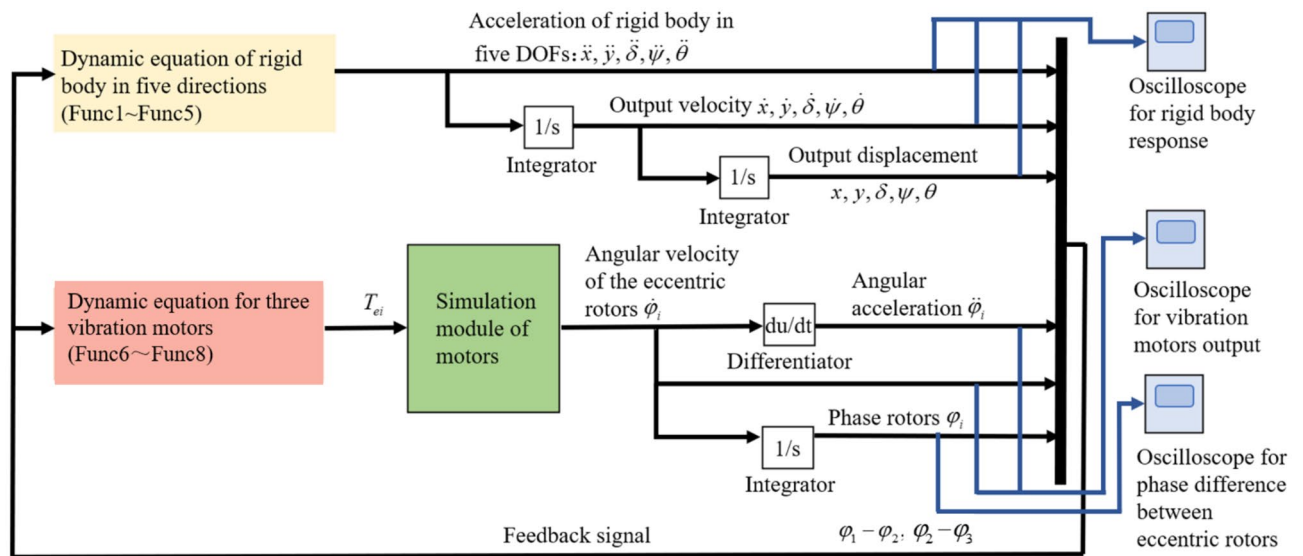 Acceleration of rigid body in
five DOFs: ẍ, ÿ, δ̈, ψ̈, θ̈
Dynamic equation of rigid
body in five directions
(Func1~Func5)
Oscilloscope
for rigid body
response
Output velocity ẋ, ẏ, δ̇, ψ̇, θ̇
1/s
Integrator
Output displacement
x, y, δ, ψ, θ
1/s
Integrator
Dynamic equation for three
vibration motors
(Func6～Func8)
T_ei
Simulation
module of
motors
Angular velocity
of the eccentric
rotors φ̇_i
Angular
acceleration φ̈_i
du/dt
Differentiator
Oscilloscope
for vibration
motors output
Phase rotors φ_i
1/s
Integrator
Oscilloscope for
phase difference
between
eccentric rotors
Feedback signal
φ₁−φ₂, φ₂−φ₃